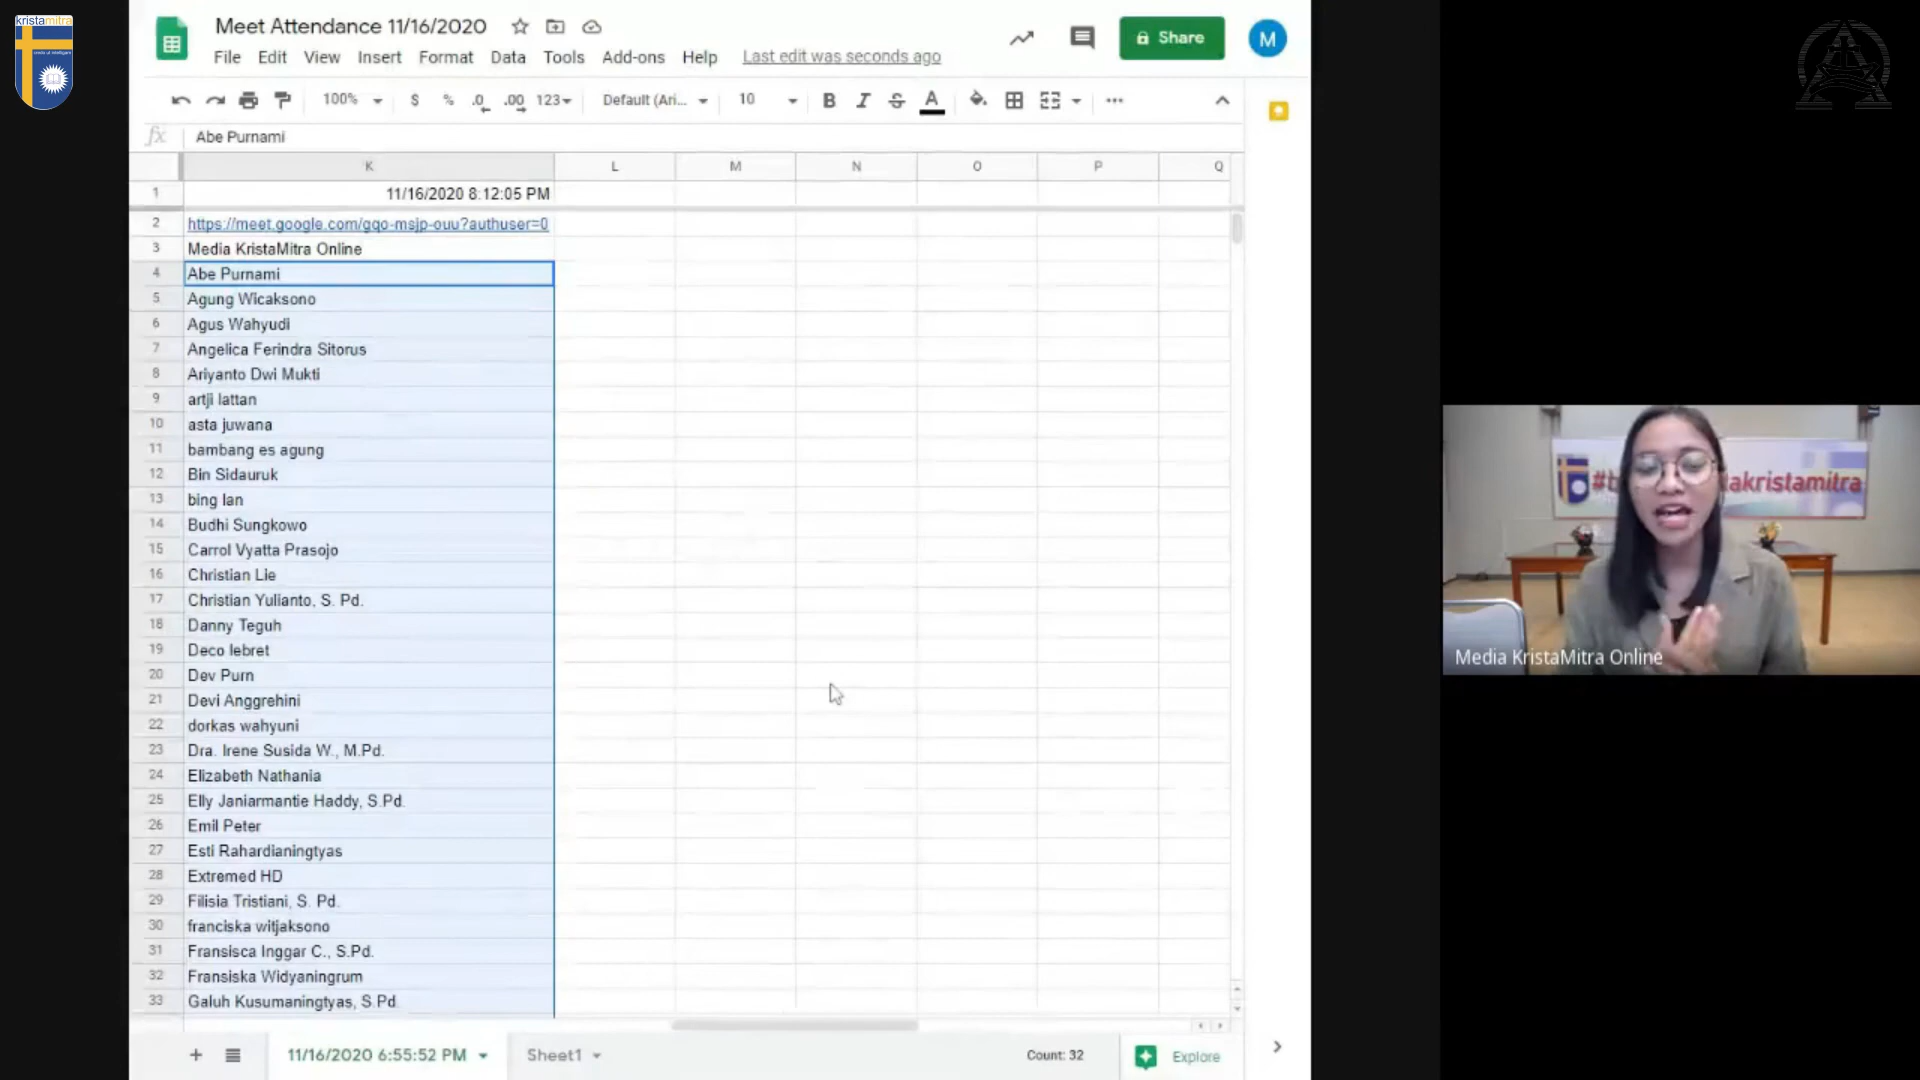 kristamitra
Meet Attendance 11/16/2020
File Edit View Insert Format Data Tools Add-ons Help Last edit was seconds ago
Share
M
100% $ % .0 .00 123 Default (Ari... 10 B I S A
fx Abe Purnami
K L M N O P Q
1 11/16/2020 8:12:05 PM
2 https://meet.google.com/gqo-msjp-ouu?authuser=0
3 Media KristaMitra Online
4 Abe Purnami
5 Agung Wicaksono
6 Agus Wahyudi
7 Angelica Ferindra Sitorus
8 Ariyanto Dwi Mukti
9 artji lattan
10 asta juwana
11 bambang es agung
12 Bin Sidauruk
13 bing lan
14 Budhi Sungkowo
15 Carrol Vyatta Prasojo
16 Christian Lie
17 Christian Yulianto, S. Pd.
18 Danny Teguh
19 Deco lebret
20 Dev Purn
21 Devi Anggrehini
22 dorkas wahyuni
23 Dra. Irene Susida W., M.Pd.
24 Elizabeth Nathania
25 Elly Janiarmantie Haddy, S.Pd.
26 Emil Peter
27 Esti Rahardianingtyas
28 Extremed HD
29 Filisia Tristiani, S. Pd.
30 franciska witjaksono
31 Fransisca Inggar C., S.Pd.
32 Fransiska Widyaningrum
33 Galuh Kusumaningtyas, S.Pd.
11/16/2020 6:55:52 PM Sheet1 Count: 32 Explore
akristamitra
Media KristaMitra Online